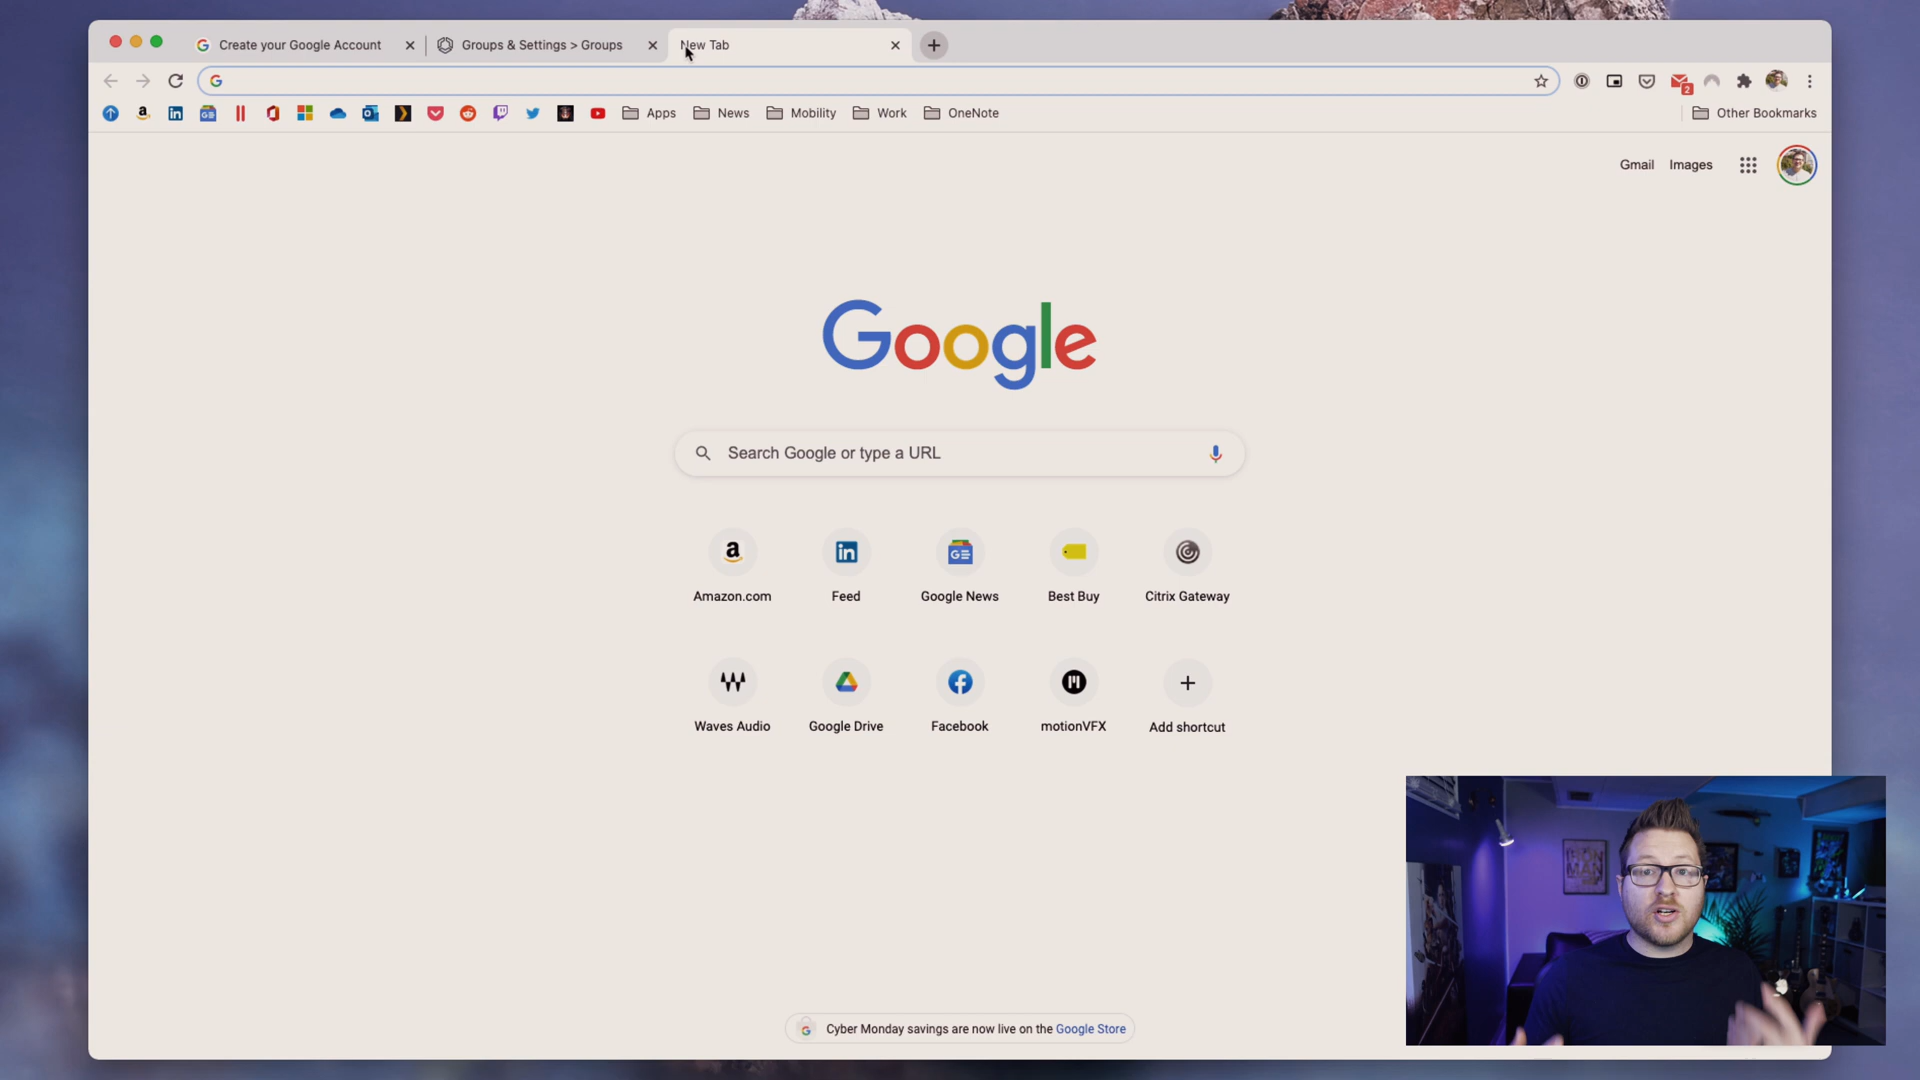 Create your Google Account
Groups & Settings > Groups
New Tab
Apps
News
Mobility
Work
OneNote
Other Bookmarks
Gmail
Images
Google
Search Google or type a URL
Amazon.com
Feed
Google News
Best Buy
Citrix Gateway
Waves Audio
Google Drive
Facebook
motionVFX
Add shortcut
Cyber Monday savings are now live on the Google Store